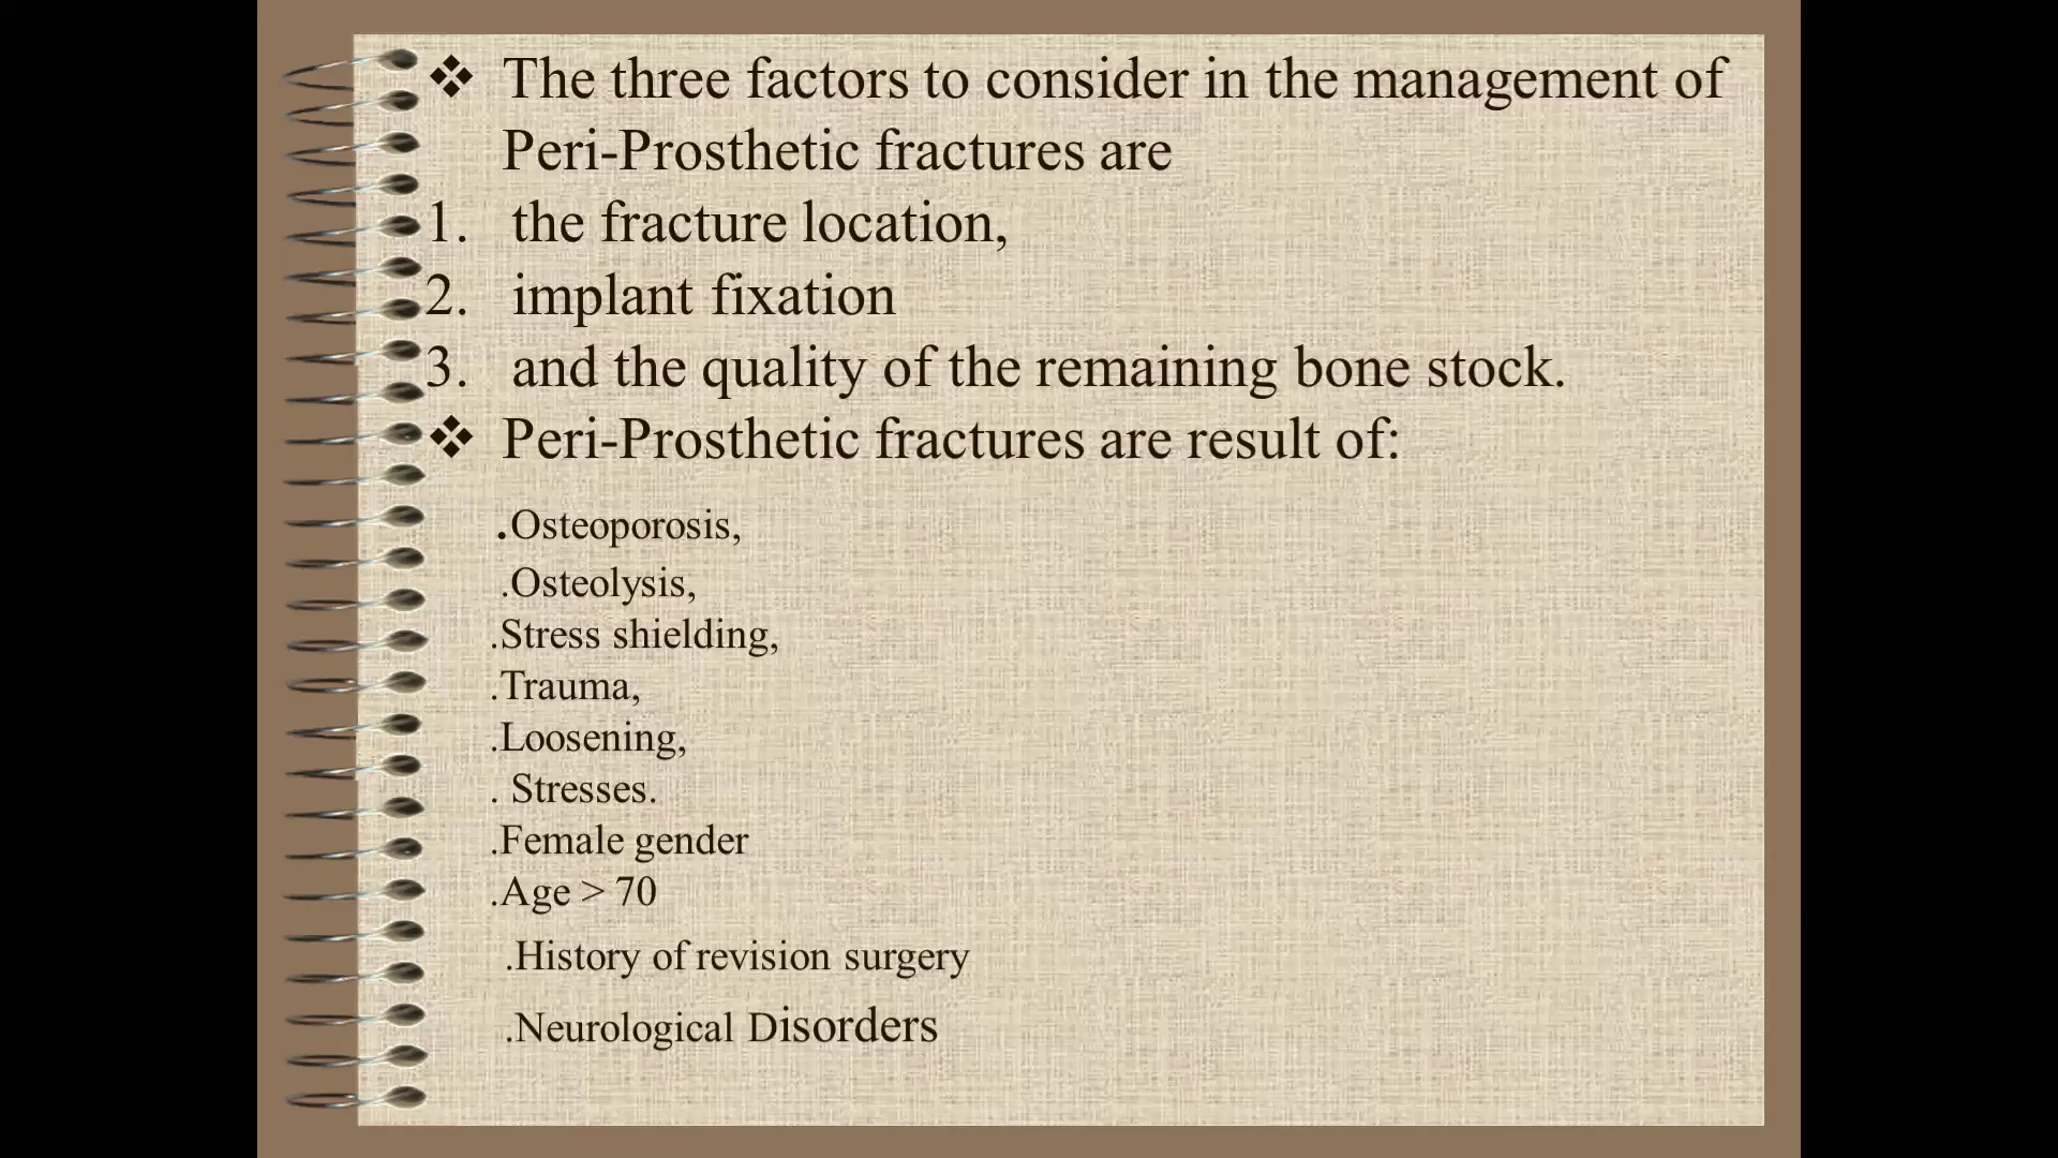 ❖ The three factors to consider in the management of
Peri-Prosthetic fractures are
1. the fracture location,
2. implant fixation
3. and the quality of the remaining bone stock.
❖ Peri-Prosthetic fractures are result of:
.Osteoporosis,
.Osteolysis,
.Stress shielding,
.Trauma,
.Loosening,
. Stresses.
.Female gender
.Age > 70
.History of revision surgery
.Neurological Disorders